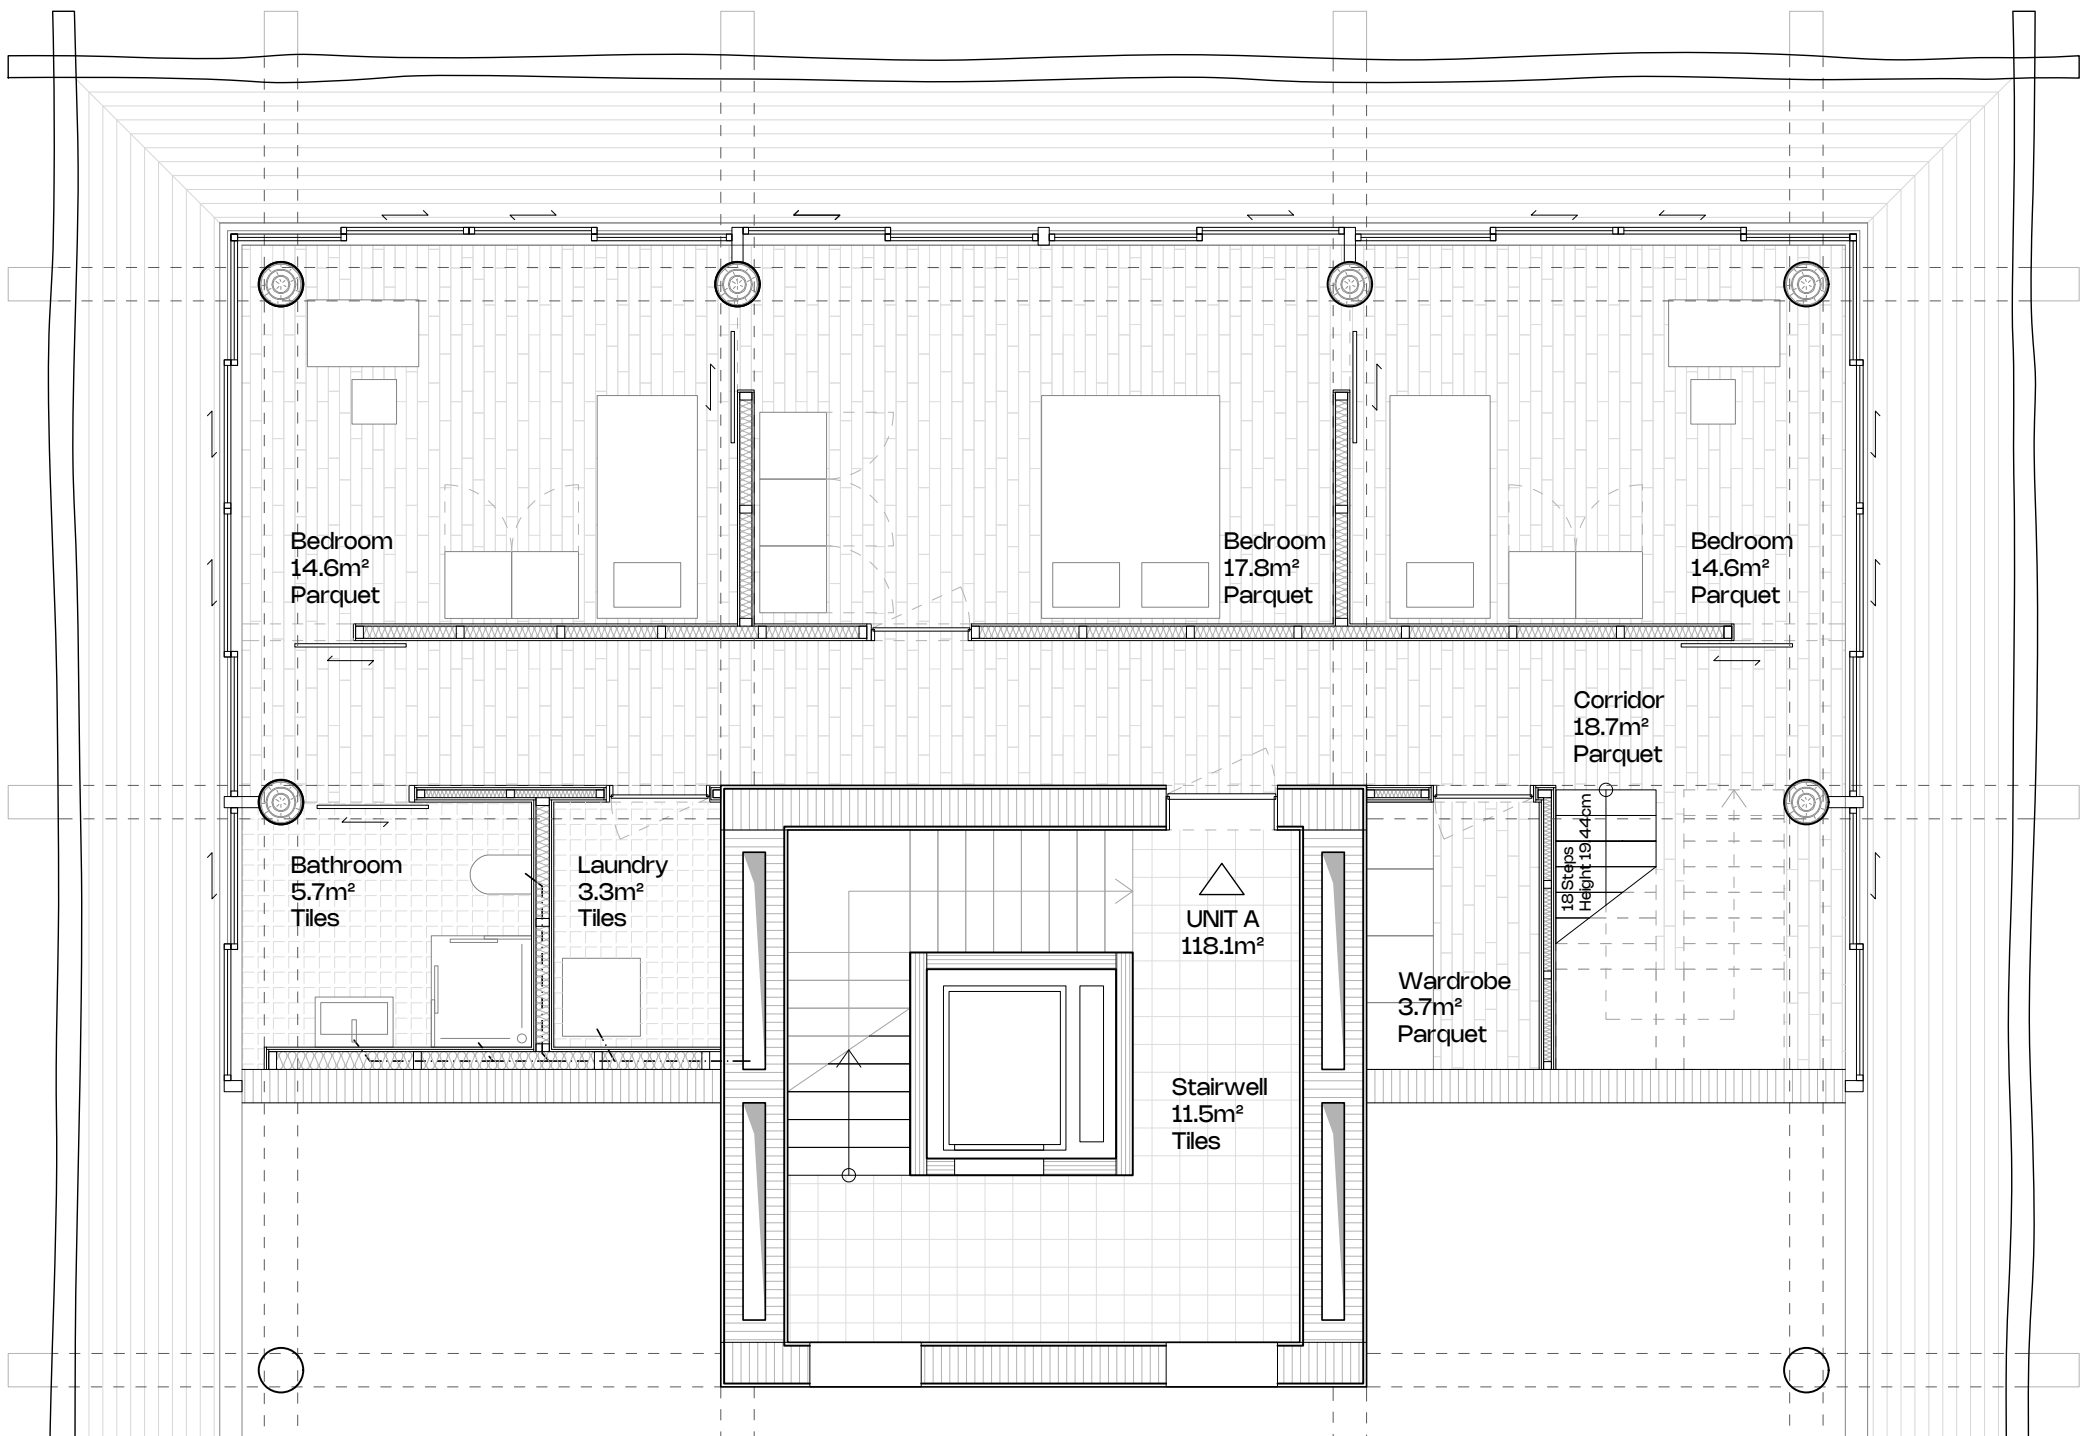 Bedroom
14.6m²
Parquet
Bedroom
17.8m²
Parquet
Bedroom
14.6m²
Parquet
Corridor
18.7m²
Parquet
18 Steps
Height 19.44cm
Bathroom
5.7m²
Tiles
Laundry
3.3m²
Tiles
UNIT A
118.1m²
Wardrobe
3.7m²
Parquet
Stairwell
11.5m²
Tiles